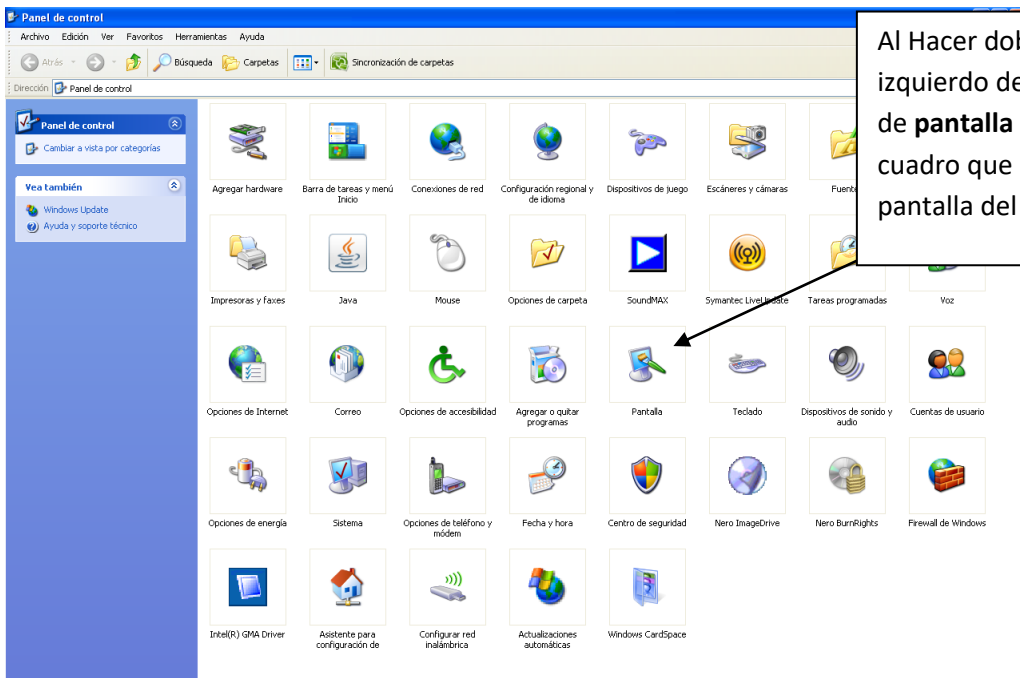 Panel de control
Archivo Edición Ver Favoritos Herramientas Ayuda
Atrás Búsqueda Carpetas Sincronización de carpetas
Dirección Panel de control
Al Hacer dob
izquierdo de
de pantalla
cuadro que
pantalla del
Panel de control
Cambiar a vista por categorías
Vea también
Windows Update
Ayuda y soporte técnico
Agregar hardware
Barra de tareas y menú
Inicio
Conexiones de red
Configuración regional y
de idioma
Dispositivos de juego
Escáneres y cámaras
Fuente
Impresoras y faxes
Java
Mouse
Opciones de carpeta
SoundMAX
Symantec LiveUpdate
Tareas programadas
Voz
Opciones de Internet
Correo
Opciones de accesibilidad
Agregar o quitar
programas
Pantalla
Teclado
Dispositivos de sonido y
audio
Cuentas de usuario
Opciones de energía
Sistema
Opciones de teléfono y
módem
Fecha y hora
Centro de seguridad
Nero ImageDrive
Nero BurnRights
Firewall de Windows
Intel(R) GMA Driver
Asistente para
configuración de
Configurar red
inalámbrica
Actualizaciones
automáticas
Windows CardSpace